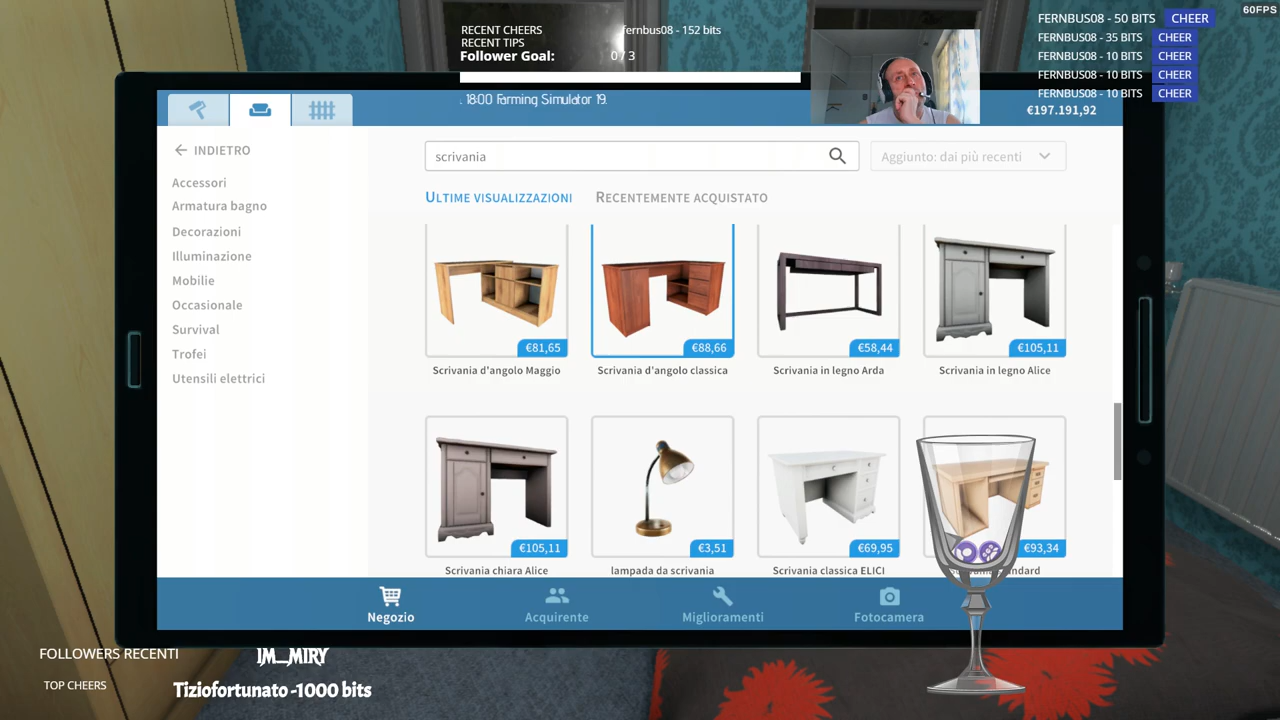 60FPS
RECENT CHEERS fernbus08 - 152 bits
RECENT TIPS
Follower Goal: 0 / 3
FERNBUS08 - 50 BITS CHEER
FERNBUS08 - 35 BITS CHEER
FERNBUS08 - 10 BITS CHEER
FERNBUS08 - 10 BITS CHEER
FERNBUS08 - 10 BITS CHEER
. 18:00 Farming Simulator 19.
€197.191,92
INDIETRO
Accessori
Armatura bagno
Decorazioni
Illuminazione
Mobilie
Occasionale
Survival
Trofei
Utensili elettrici
scrivania
Aggiunto: dai più recenti
ULTIME VISUALIZZAZIONI RECENTEMENTE ACQUISTATO
€81,65 €88,66 €58,44 €105,11
Scrivania d'angolo Maggio Scrivania d'angolo classica Scrivania in legno Arda Scrivania in legno Alice
€105,11 €3,51 €69,95 €93,34
Scrivania chiara Alice lampada da scrivania Scrivania classica ELICI
Negozio Acquirente Miglioramenti Fotocamera
FOLLOWERS RECENTI IM_MIRY
TOP CHEERS Tiziofortunato -1000 bits